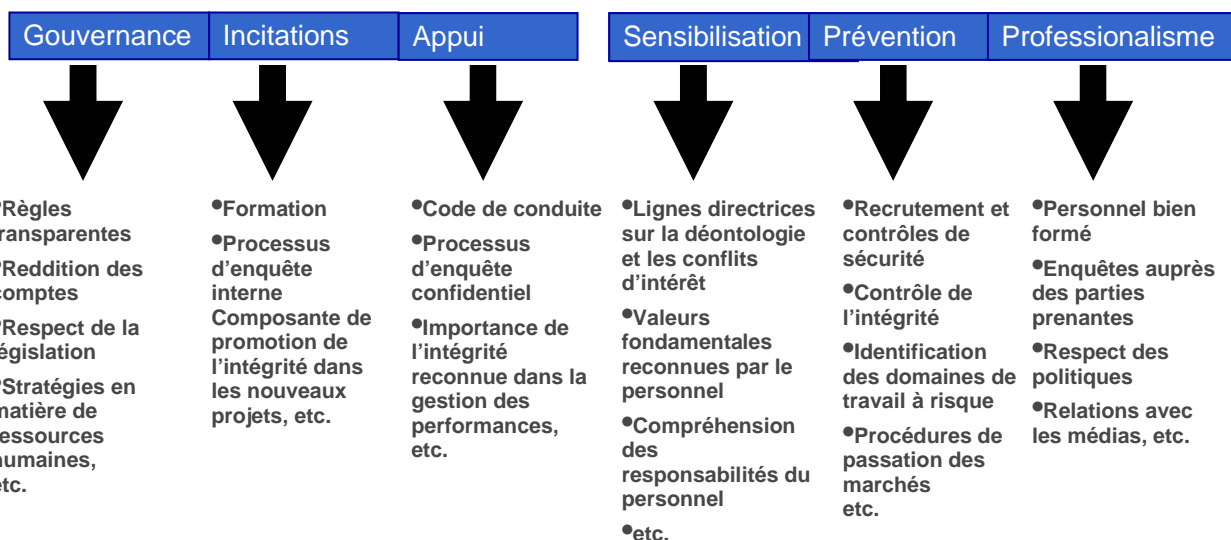 Gouvernance
Incitations
Appui
Sensibilisation
Prévention
Professionalisme
•Règles
transparentes
•Reddition des
comptes
•Respect de la
législation
•Stratégies en
matière de
ressources
humaines,
etc.
•Formation
•Processus
d'enquête
interne
Composante de
promotion de
l'intégrité dans
les nouveaux
projets, etc.
•Code de conduite
•Processus
d'enquête
confidentiel
•Importance de
l'intégrité
reconnue dans la
gestion des
performances,
etc.
•Lignes directrices
sur la déontologie
et les conflits
d'intérêt
•Valeurs
fondamentales
reconnues par le
personnel
•Compréhension
des
responsabilités du
personnel
•etc.
•Recrutement et
contrôles de
sécurité
•Contrôle de
l'intégrité
•Identification
des domaines de
travail à risque
•Procédures de
passation des
marchés
etc.
•Personnel bien
formé
•Enquêtes auprès
des parties
prenantes
•Respect des
politiques
•Relations avec
les médias, etc.